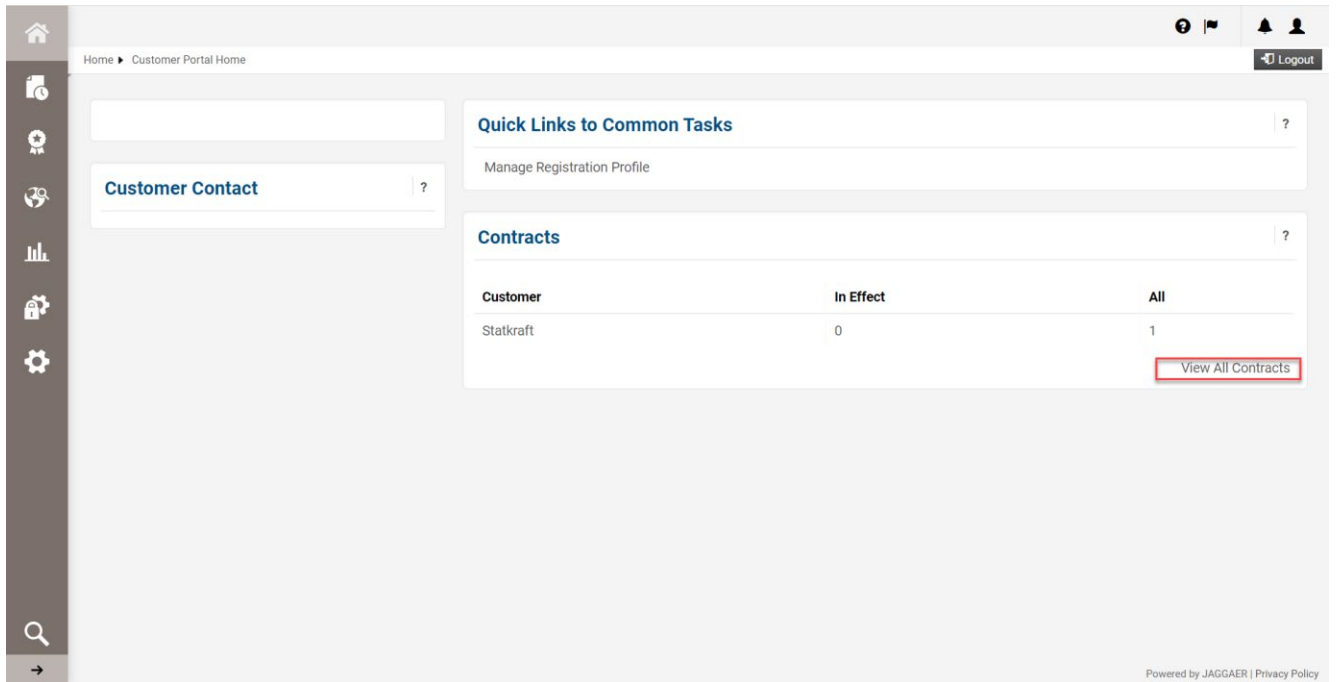 Home ▸ Customer Portal Home
Logout
Customer Contact
?
Quick Links to Common Tasks
?
Manage Registration Profile
Contracts
?
Customer In Effect All
Statkraft 0 1
View All Contracts
Powered by JAGGAER | Privacy Policy